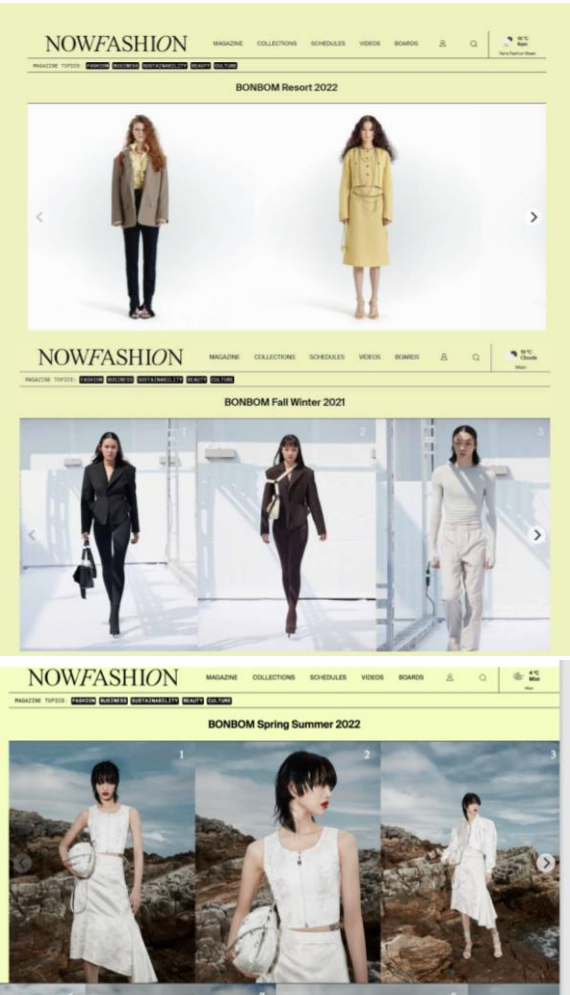 NOWFASHION MAGAZINE COLLECTIONS SCHEDULES VIDEOS BOARDS
MAGAZINE TOPICS: FASHION BUSINESS SUSTAINABILITY BEAUTY CULTURE
BONBOM Resort 2022
NOWFASHION MAGAZINE COLLECTIONS SCHEDULES VIDEOS BOARDS Clouds
MAGAZINE TOPICS: FASHION BUSINESS SUSTAINABILITY BEAUTY CULTURE
BONBOM Fall Winter 2021
1 2 3
NOWFASHION MAGAZINE COLLECTIONS SCHEDULES VIDEOS BOARDS
MAGAZINE TOPICS: FASHION BUSINESS SUSTAINABILITY BEAUTY CULTURE
BONBOM Spring Summer 2022
1 2 3